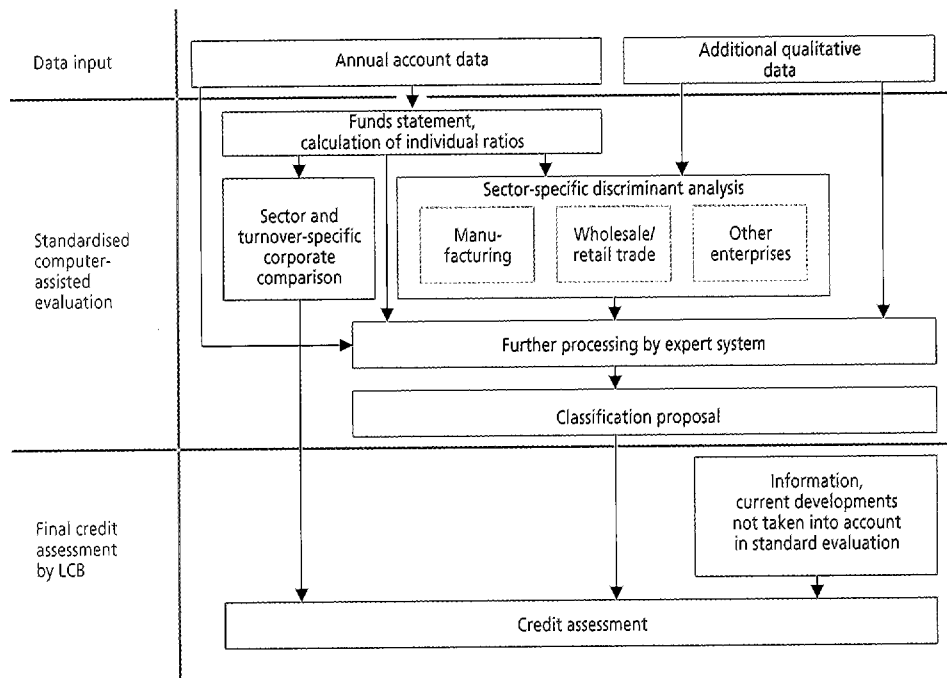 Data input
Annual account data
Additional qualitative
data
Funds statement,
calculation of individual ratios
Standardised
computer-
assisted
evaluation
Sector and
turnover-specific
corporate
comparison
Sector-specific discriminant analysis
Manu-
facturing
Wholesale/
retail trade
Other
enterprises
Further processing by expert system
Classification proposal
Final credit
assessment
by LCB
Information,
current developments
not taken into account
in standard evaluation
Credit assessment